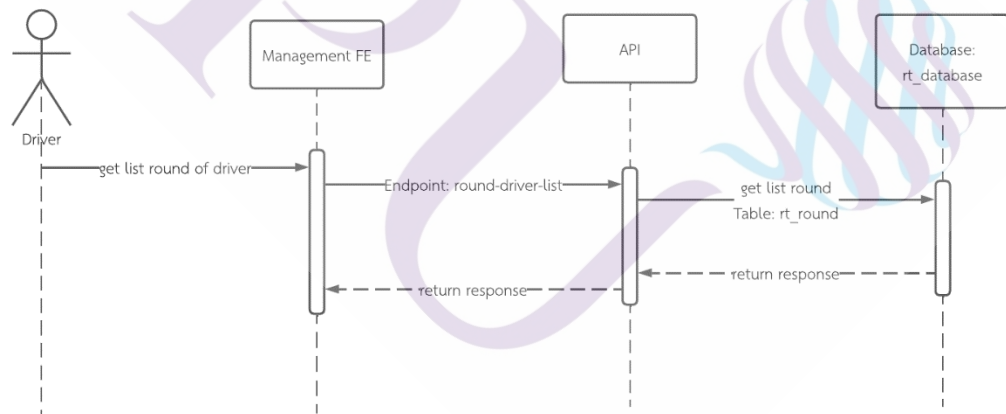 Management FE
API
Database:
rt_database
Driver
get list round of driver
Endpoint: round-driver-list
get list round
Table: rt_round
return response
return response